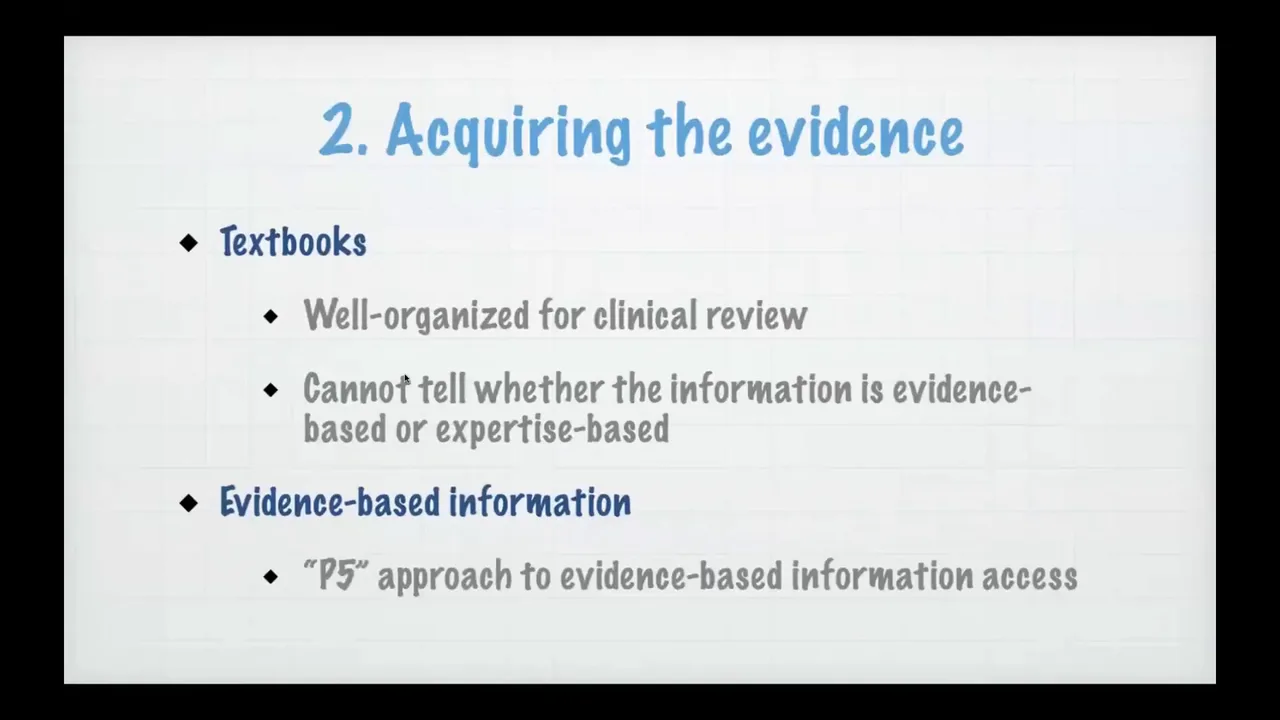 2. Acquiring the evidence
Textbooks
Well-organized for clinical review
Cannot tell whether the information is evidence-
based or expertise-based
Evidence-based information
“P5” approach to evidence-based information access